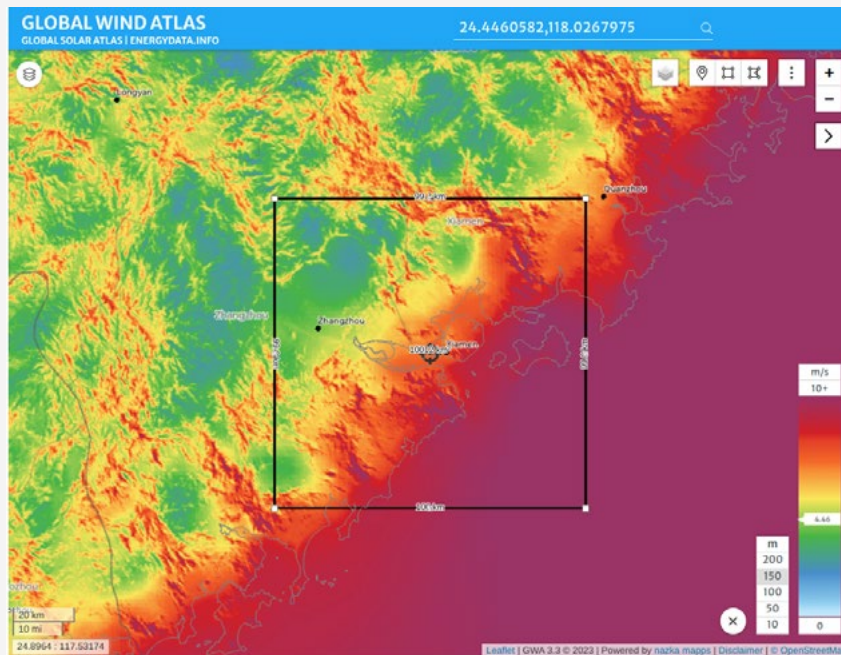 GLOBAL WIND ATLAS
GLOBAL SOLAR ATLAS | ENERGYDATA.INFO
24.4460582,118.0267975
+
−
Longyan
Quanzhou
Xiamen
Zhangzhou
Zhangzhou
Xiamen
m/s
10+
0
m
200
150
100
50
10
20 km
10 mi
24.8964 : 117.53174
Leaflet | GWA 3.3 © 2023 | Powered by nazka mapps | Disclaimer | © OpenStreetMa